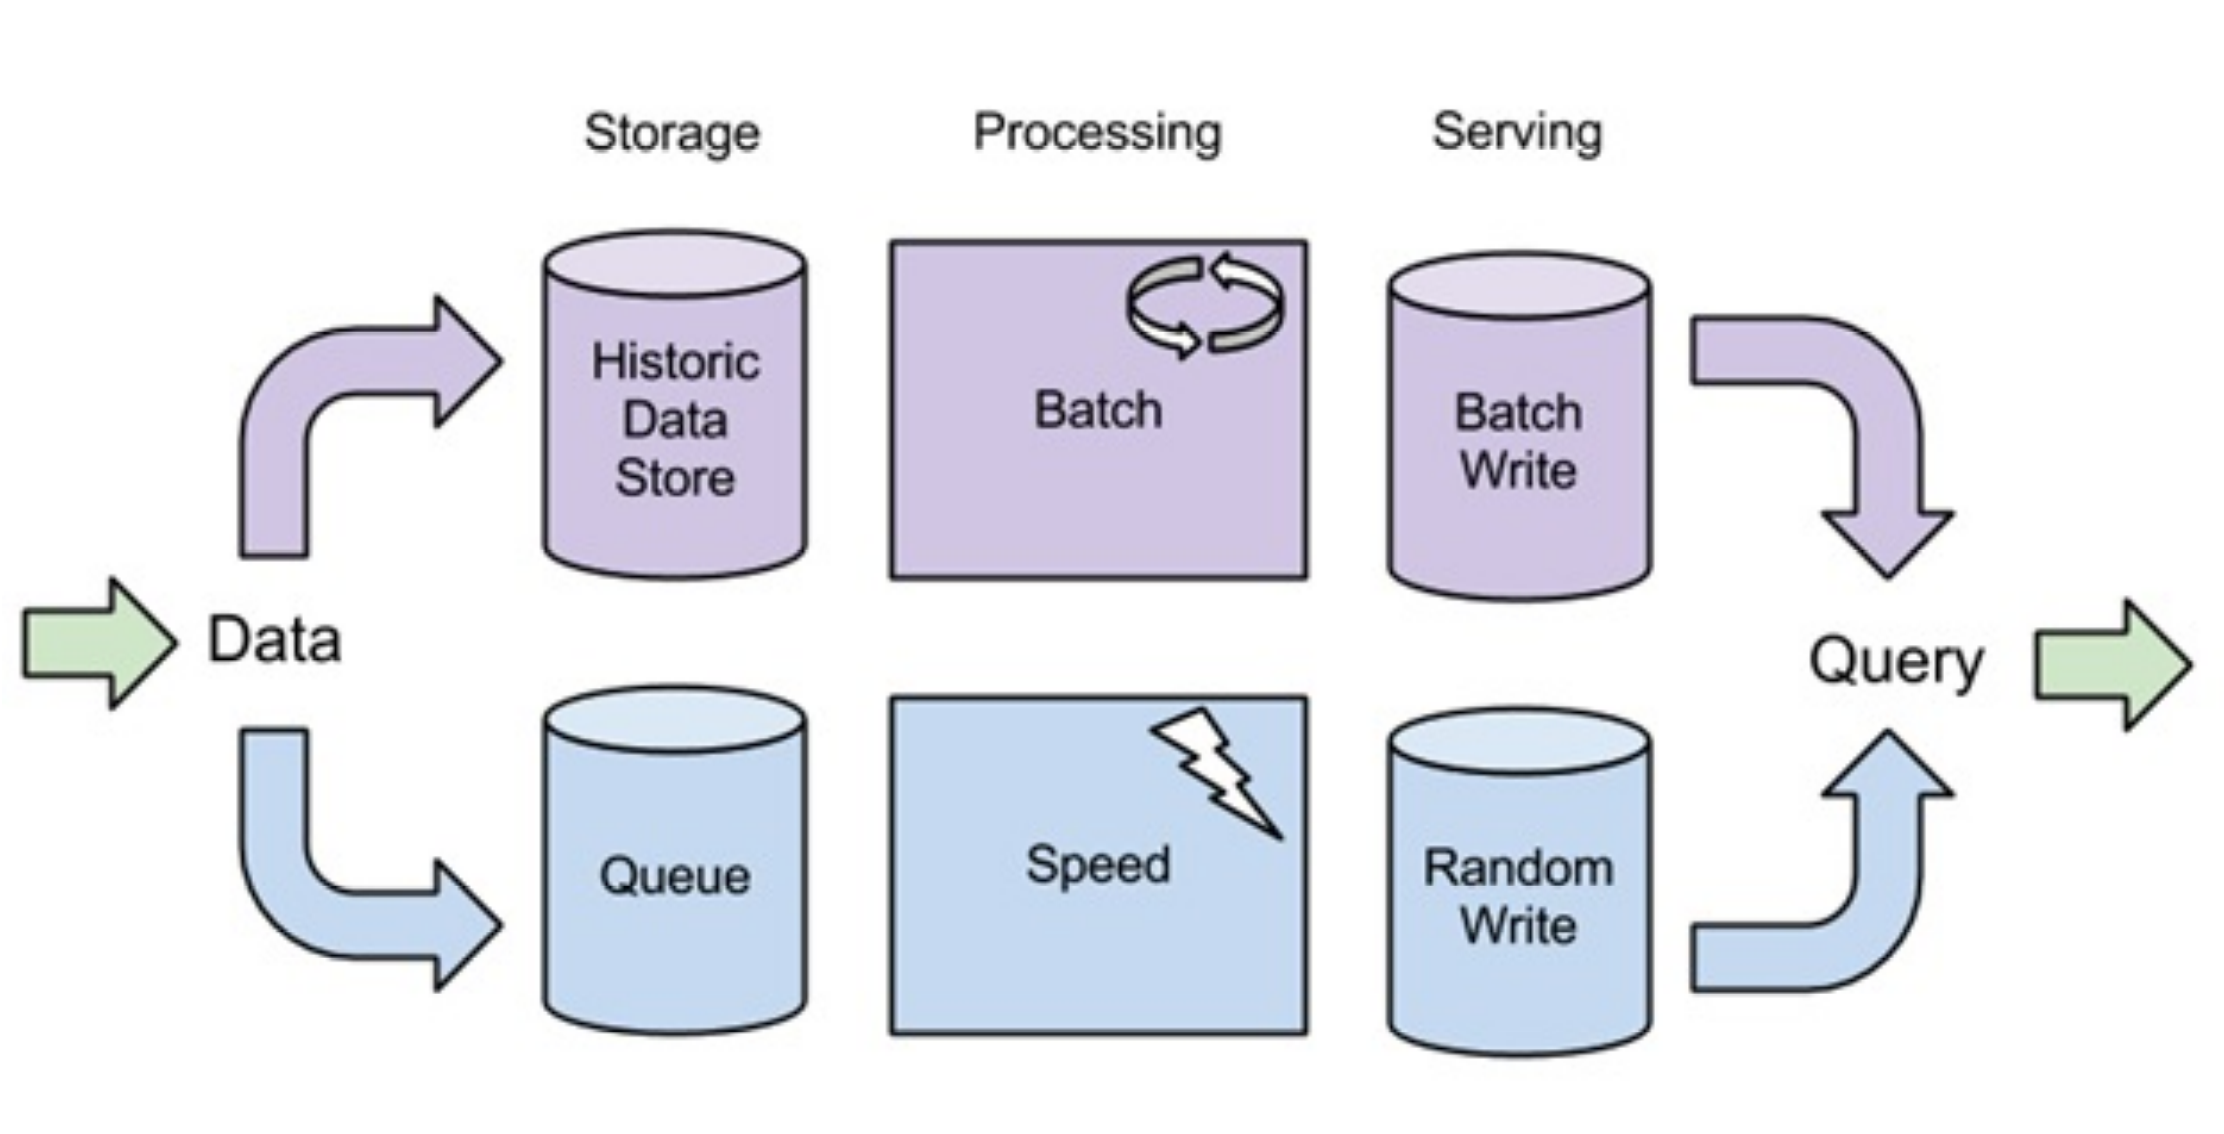 Storage
Processing
Serving
Historic
Data
Store
Batch
Batch
Write
Data
Query
Queue
Speed
Random
Write